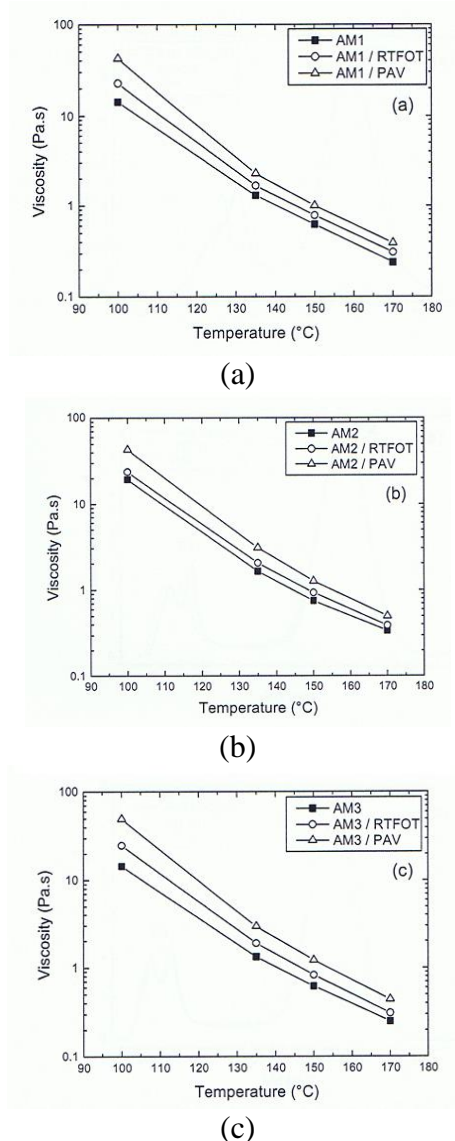 AM1
AM1 / RTFOT
AM1 / PAV
(a)
Viscosity (Pa.s)
100
10
1
0.1
90 100 110 120 130 140 150 160 170 180
Temperature (°C)
(a)
AM2
AM2 / RTFOT
AM2 / PAV
(b)
Viscosity (Pa.s)
100
10
1
0.1
90 100 110 120 130 140 150 160 170 180
Temperature (°C)
(b)
AM3
AM3 / RTFOT
AM3 / PAV
(c)
Viscosity (Pa.s)
100
10
1
0.1
90 100 110 120 130 140 150 160 170 180
Temperature (°C)
(c)